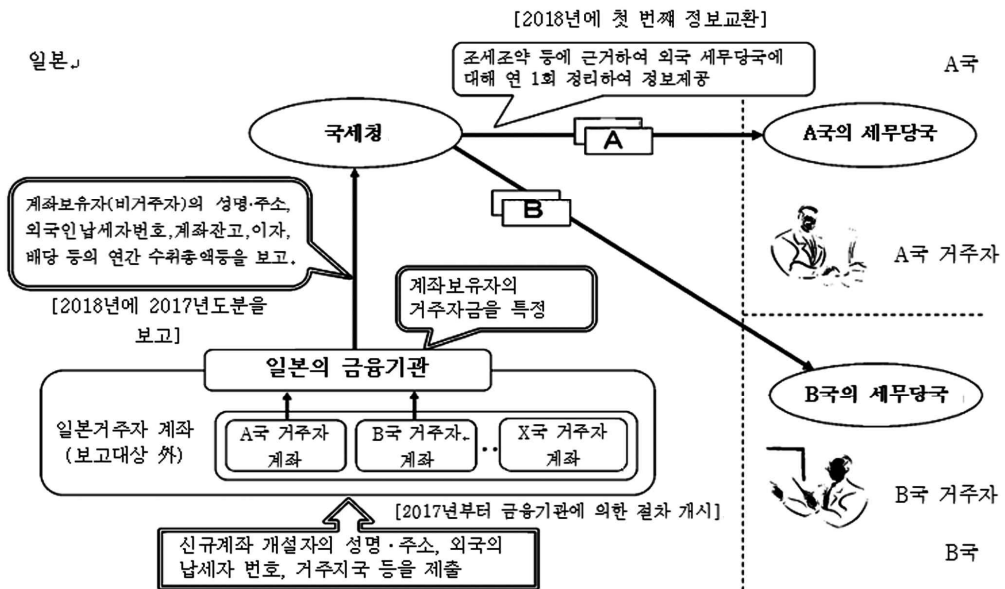 [2018년에 첫 번째 정보교환]
일본
A국
조세조약 등에 근거하여 외국 세무당국에
대해 연 1회 정리하여 정보제공
국세청
A
A국의 세무당국
B
계좌보유자(비거주자)의 성명·주소,
외국인납세자번호,계좌잔고,이자,
배당 등의 연간 수취총액등을 보고.
A국 거주자
[2018년에 2017년도분을
보고]
계좌보유자의
거주자금을 특정
일본의 금융기관
B국의 세무당국
일본거주자 계좌
(보고대상 외)
A국 거주자
계좌
B국 거주자
계좌
··
X국 거주자
계좌
B국 거주자
[2017년부터 금융기관에 의한 절차 개시]
신규계좌 개설자의 성명·주소, 외국의
납세자 번호, 거주지국 등을 제출
B국